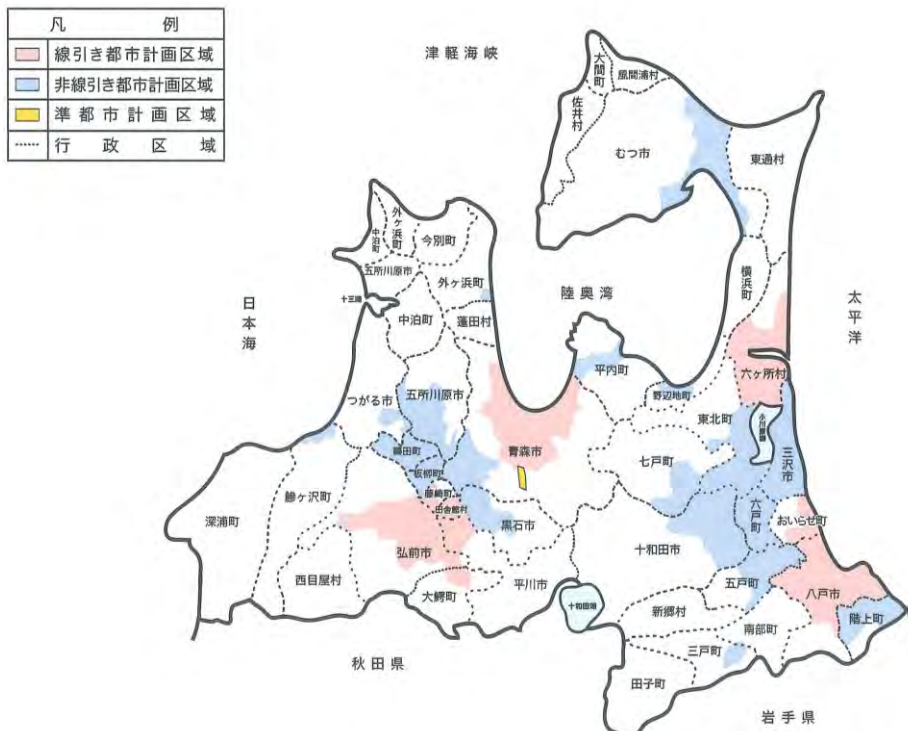 凡 例
線引き都市計画区域
非線引き都市計画区域
準都市計画区域
行政区域
津軽海峡
大間町
風間浦村
佐井村
むつ市
東通村
外ヶ浜町
中泊町
今別町
五所川原市
外ヶ浜町
横浜町
陸奥湾
十三湖
日本海
太平洋
中泊町
蓬田村
平内町
六ヶ所村
野辺地町
つがる市
五所川原市
東北町
小川原湖
青森市
鶴田町
七戸町
三沢市
板柳町
藤崎町
鰺ヶ沢町
田舎館村
六戸町
深浦町
黒石市
おいらせ町
弘前市
十和田市
西目屋村
平川市
五戸町
八戸市
大鰐町
十和田湖
新郷村
階上町
南部町
三戸町
秋田県
田子町
岩手県